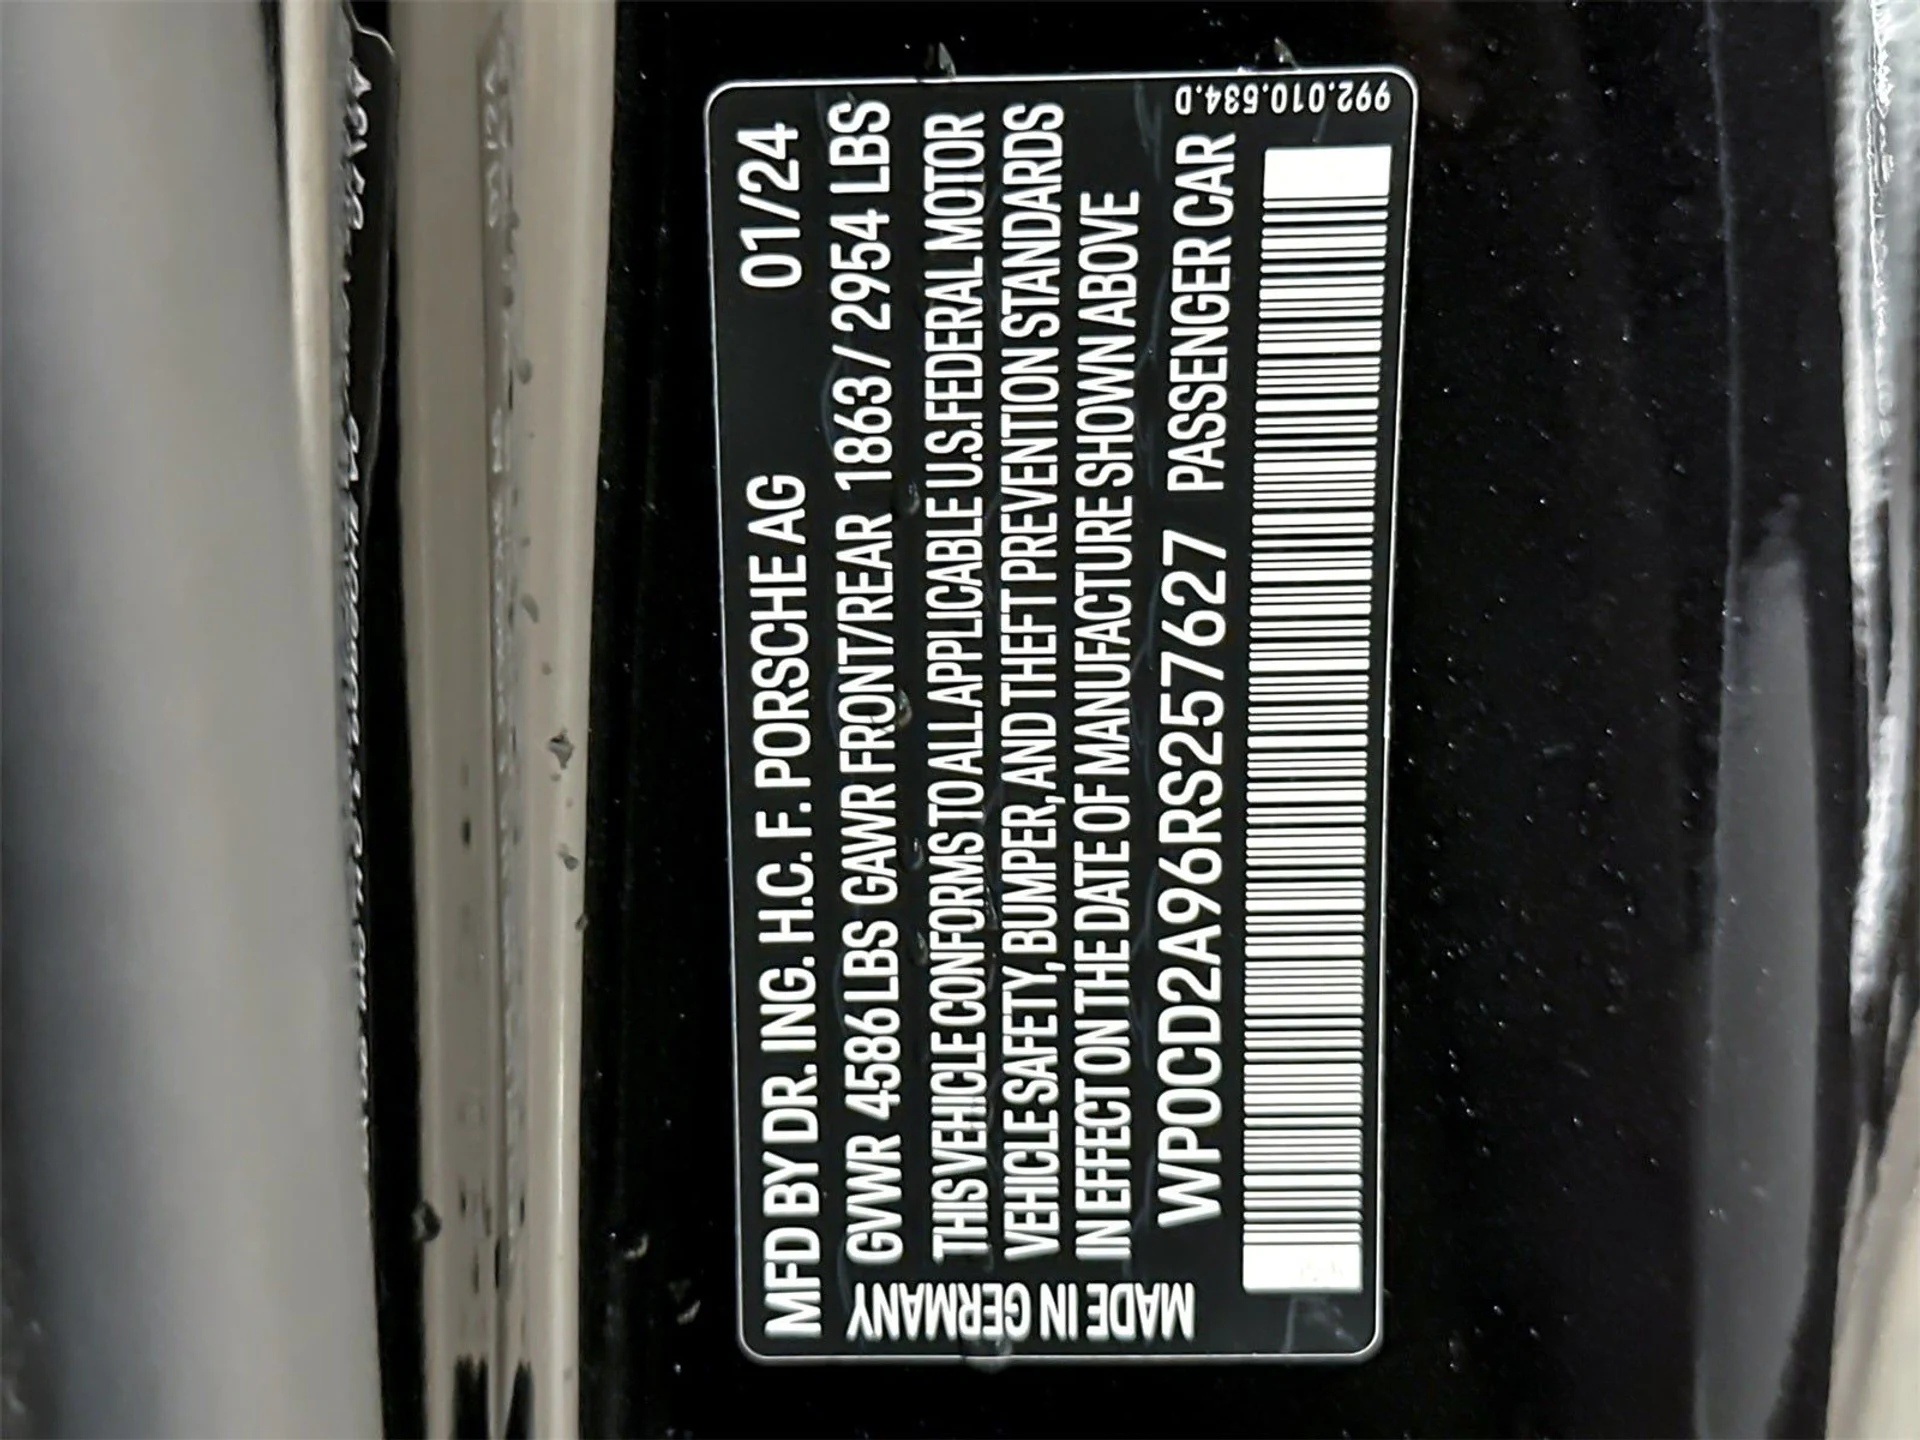 MFD BY DR. ING. H.C. F. PORSCHE AG 01/24
GVWR 4586 LBS GAWR FRONT/REAR 1863 / 2954 LBS
THIS VEHICLE CONFORMS TO ALL APPLICABLE U.S. FEDERAL MOTOR
VEHICLE SAFETY, BUMPER, AND THEFT PREVENTION STANDARDS
IN EFFECT ON THE DATE OF MANUFACTURE SHOWN ABOVE
WP0CD2A96RS257627 PASSENGER CAR
MADE IN GERMANY
992.010.534.D